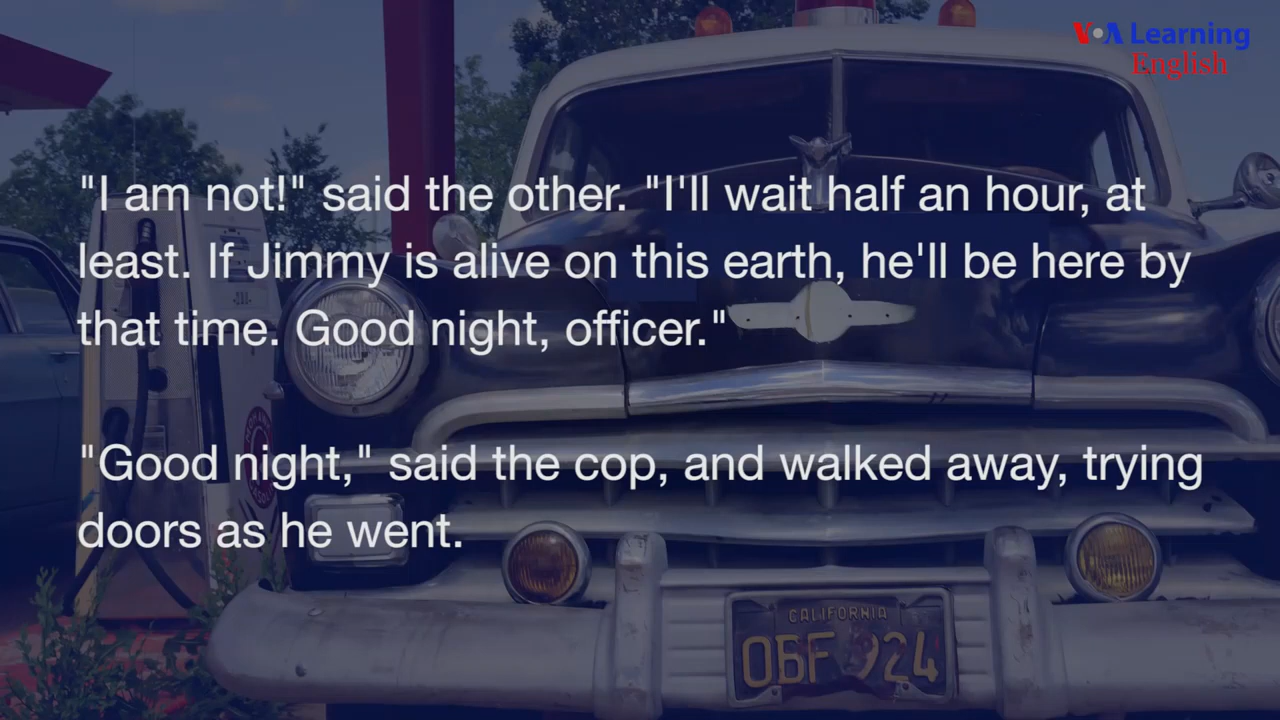 VOA Learning
English
"I am not!" said the other. "I'll wait half an hour, at
least. If Jimmy is alive on this earth, he'll be here by
that time. Good night, officer."
"Good night," said the cop, and walked away, trying
doors as he went.
CALIFORNIA
OBF 924